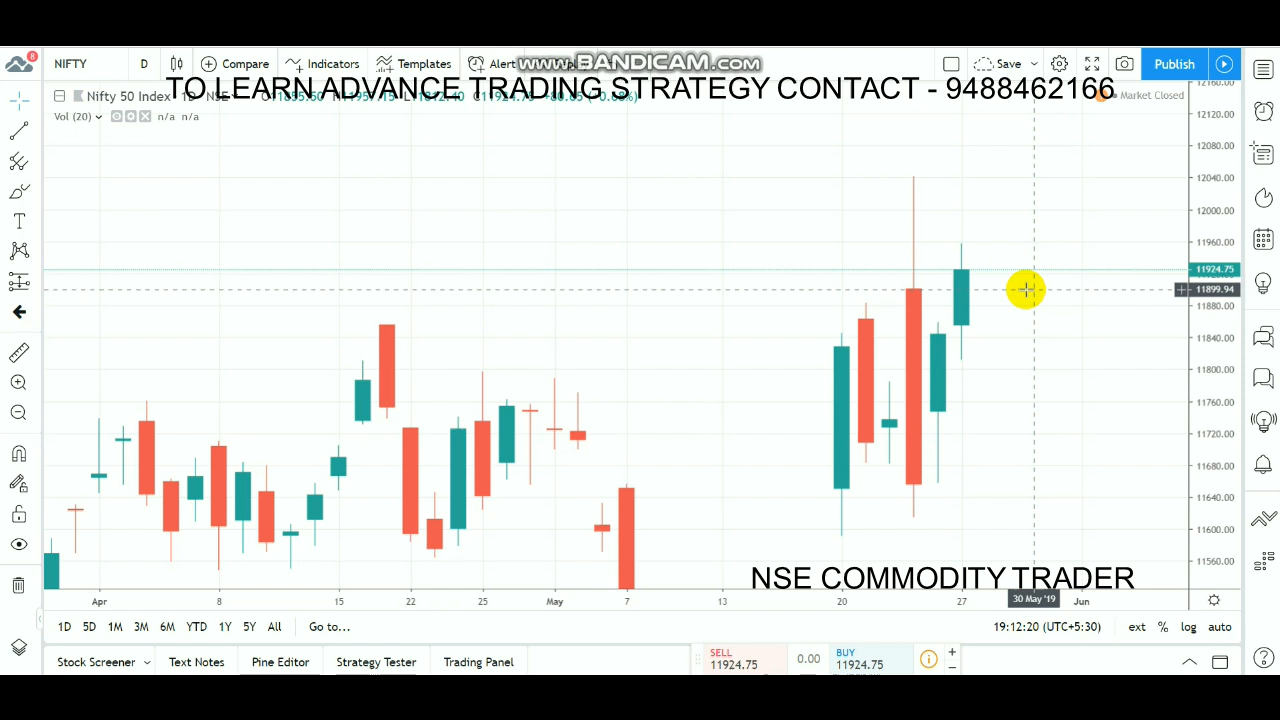 www.BANDICAM.com
8
NIFTY D Compare Indicators Templates Alert Save Publish
TO LEARN ADVANCE TRADING STRATEGY CONTACT - 9488462166
Nifty 50 Index
Market Closed
Vol (20) n/a n/a
12160.00
12120.00
12080.00
12040.00
12000.00
11960.00
11924.75
11899.94
11880.00
11840.00
11800.00
11760.00
11720.00
11680.00
11640.00
11600.00
11560.00
NSE COMMODITY TRADER
Apr 8 15 22 25 May 7 13 20 27 30 May '19 Jun
1D 5D 1M 3M 6M YTD 1Y 5Y All Go to... 19:12:20 (UTC+5:30) ext % log auto
Stock Screener Text Notes Pine Editor Strategy Tester Trading Panel
SELL 0.00 BUY
11924.75 11924.75